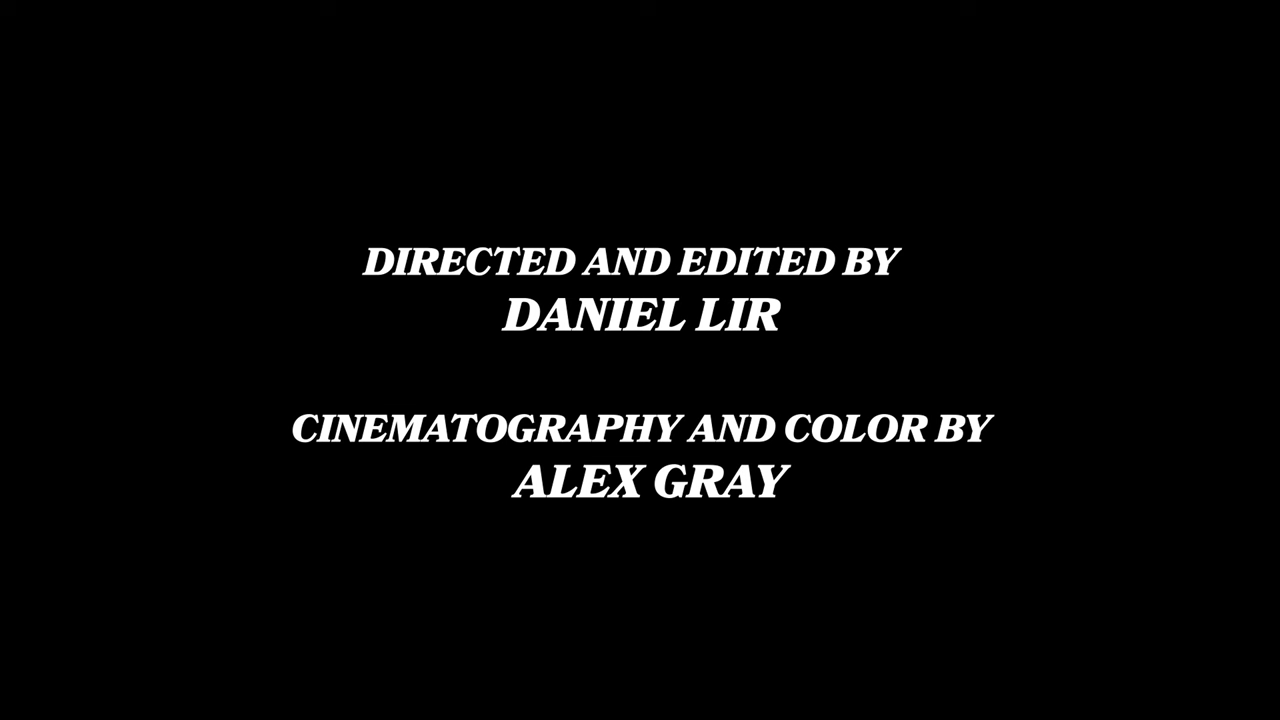 DIRECTED AND EDITED BY
DANIEL LIR
CINEMATOGRAPHY AND COLOR BY
ALEX GRAY